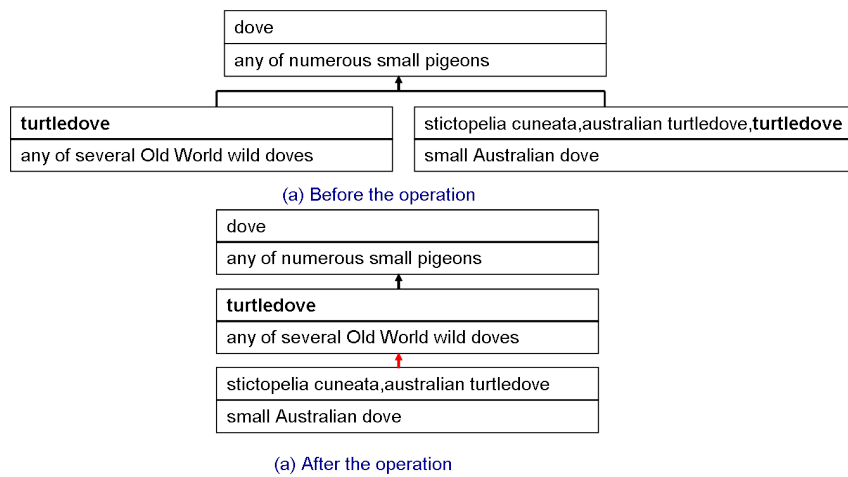 dove
any of numerous small pigeons
turtledove
any of several Old World wild doves
stictopelia cuneata,australian turtledove,turtledove
small Australian dove
(a) Before the operation
dove
any of numerous small pigeons
turtledove
any of several Old World wild doves
stictopelia cuneata,australian turtledove
small Australian dove
(a) After the operation